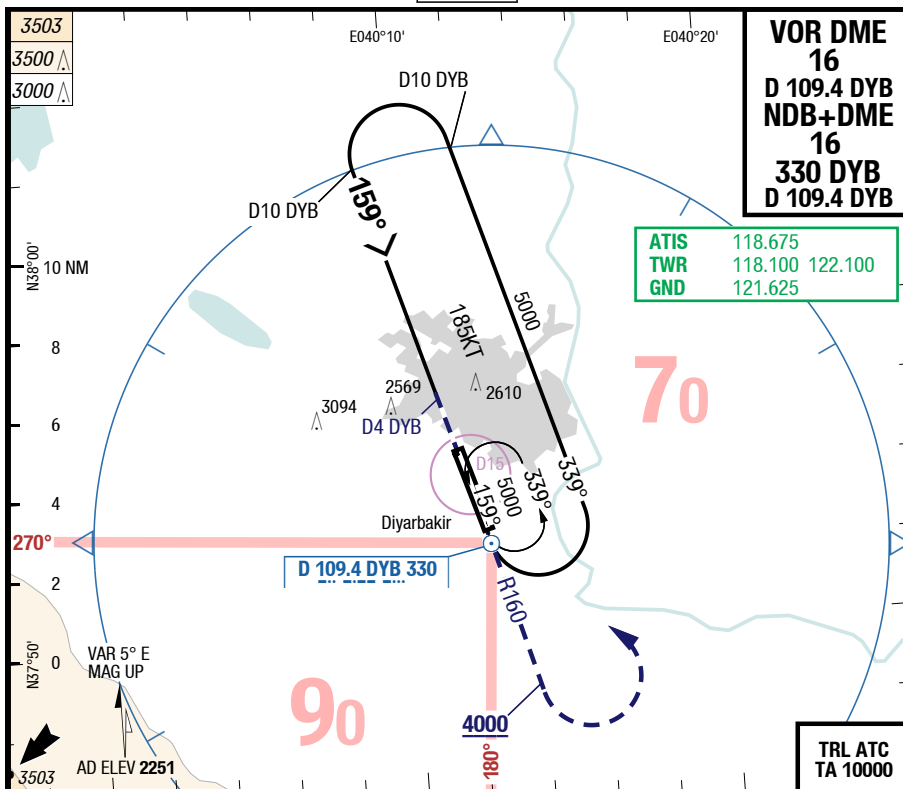 3503
3500
3000
E040°10'
E040°20'
VOR DME
16
D 109.4 DYB
NDB+DME
16
330 DYB
D 109.4 DYB
D10 DYB
D10 DYB
159°
ATIS 118.675
TWR 118.100 122.100
GND 121.625
N38°00'
10 NM
5000
185KT
8
70
2569
2610
3094
6
D4 DYB
D15
339°
339°
5000
159°
4
Diyarbakir
270°
D 109.4 DYB 330
2
R160
N37°50'
0
VAR 5° E
MAG UP
90
4000
180°
AD ELEV 2251
3503
TRL ATC
TA 10000